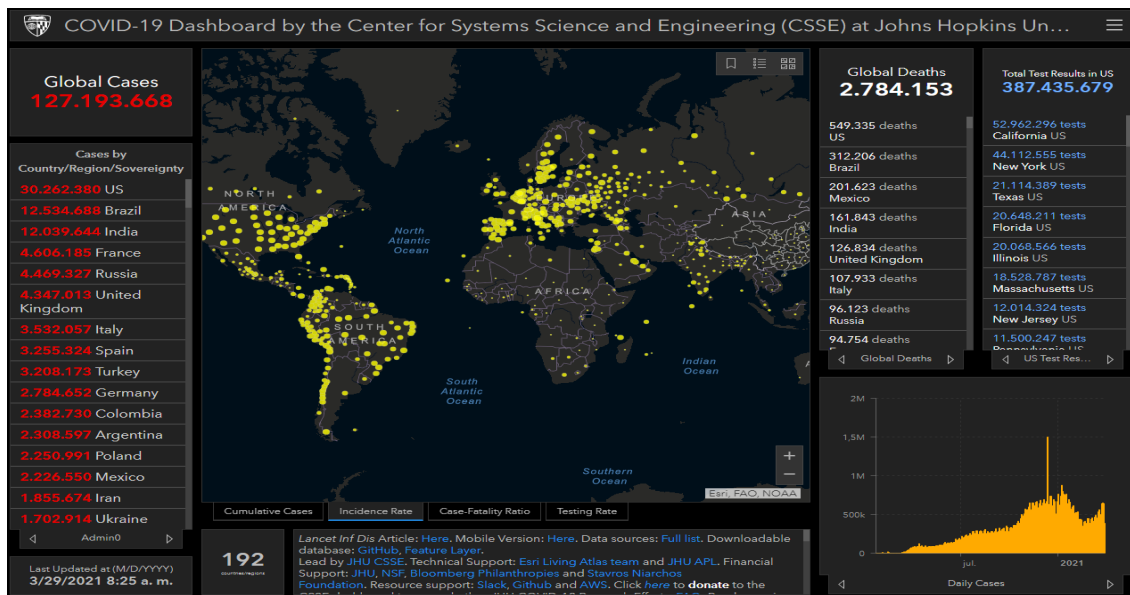 COVID-19 Dashboard by the Center for Systems Science and Engineering (CSSE) at Johns Hopkins Un...
Global Cases
127.193.668
Cases by
Country/Region/Sovereignty
30.262.380 US
12.534.688 Brazil
12.039.644 India
4.606.185 France
4.469.327 Russia
4.347.013 United
Kingdom
3.532.057 Italy
3.255.324 Spain
3.208.173 Turkey
2.784.652 Germany
2.382.730 Colombia
2.308.597 Argentina
2.250.991 Poland
2.226.550 Mexico
1.855.674 Iran
1.702.914 Ukraine
Admin0
Last Updated at (M/D/YYYY)
3/29/2021 8:25 a. m.
NORTH
AMERICA
North
Atlantic
Ocean
ASIA
AFRICA
SOUTH
AMERICA
Indian
Ocean
South
Atlantic
Ocean
Southern
Ocean
+
−
Esri, FAO, NOAA
Cumulative Cases
Incidence Rate
Case-Fatality Ratio
Testing Rate
192
countries/regions
Lancet Inf Dis Article: Here. Mobile Version: Here. Data sources: Full list. Downloadable
database: GitHub, Feature Layer.
Lead by JHU CSSE. Technical Support: Esri Living Atlas team and JHU APL. Financial
Support: JHU, NSF, Bloomberg Philanthropies and Stavros Niarchos
Foundation. Resource support: Slack, Github and AWS. Click here to donate to the
Global Deaths
2.784.153
549.335 deaths
US
312.206 deaths
Brazil
201.623 deaths
Mexico
161.843 deaths
India
126.834 deaths
United Kingdom
107.933 deaths
Italy
96.123 deaths
Russia
94.754 deaths
Global Deaths
Total Test Results in US
387.435.679
52.962.296 tests
California US
44.112.555 tests
New York US
21.114.389 tests
Texas US
20.648.211 tests
Florida US
20.068.566 tests
Illinois US
18.528.787 tests
Massachusetts US
12.014.324 tests
New Jersey US
11.500.247 tests
Pennsylvania US
US Test Res...
2M
1,5M
1M
500k
0
jul.
2021
Daily Cases